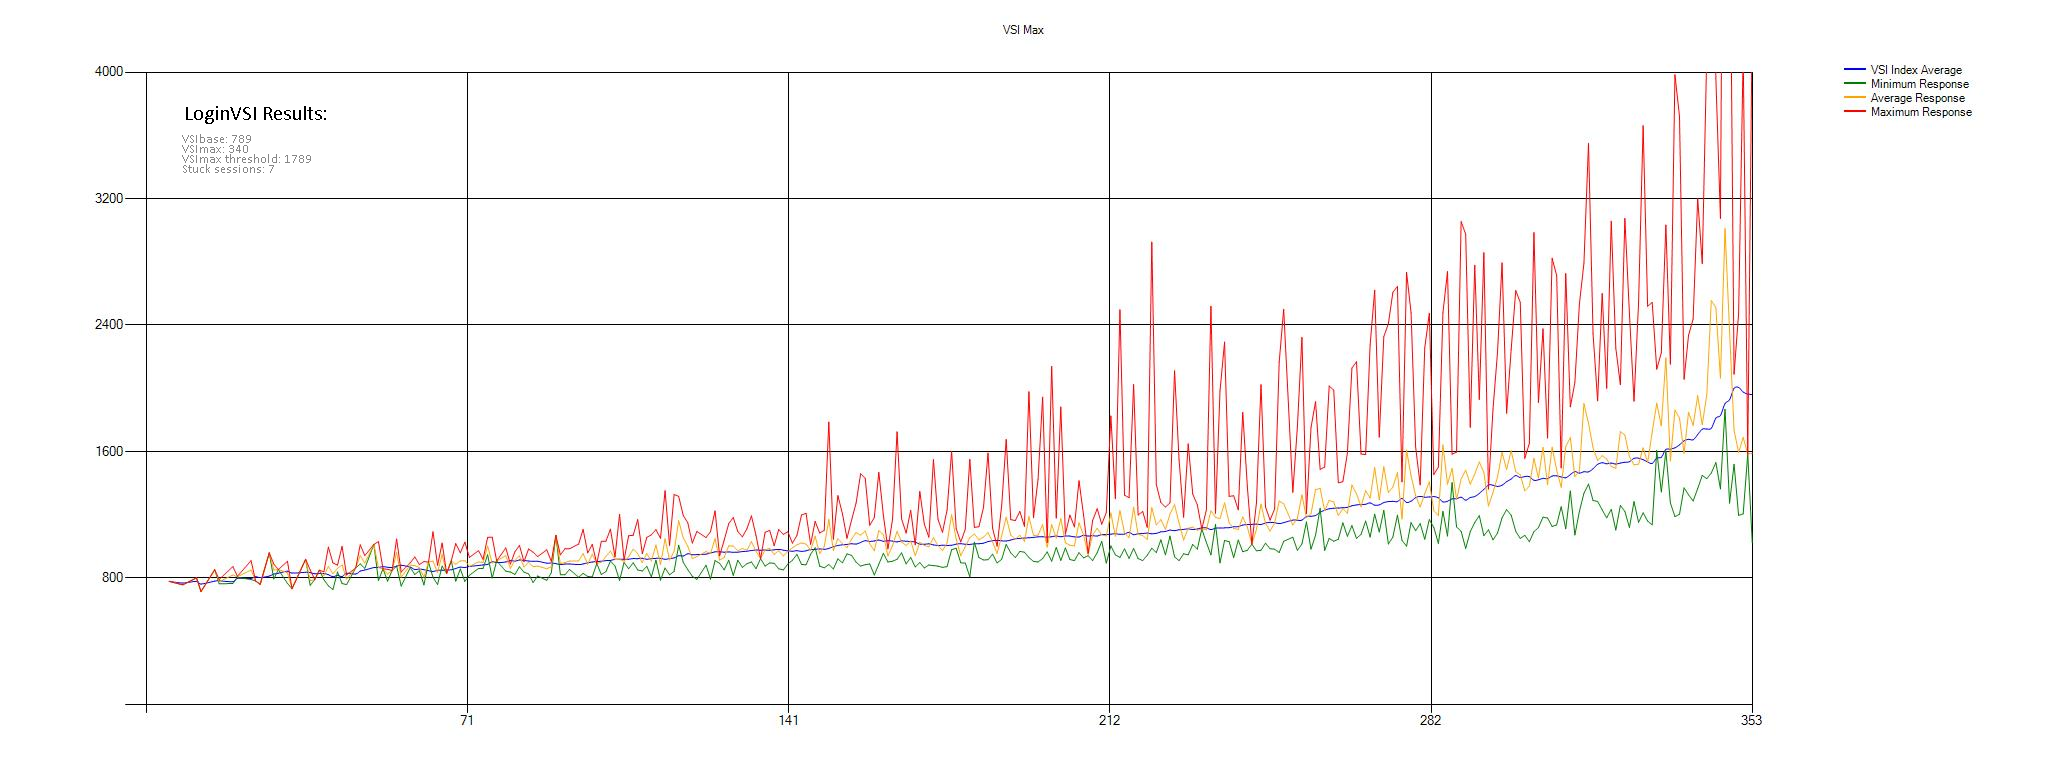 VSI Max
4000
3200
2400
1600
800
LoginVSI Results:
VSIbase: 789
VSImax: 340
VSImax threshold: 1789
Stuck sessions: 7
VSI Index Average
Minimum Response
Average Response
Maximum Response
71
141
212
282
353